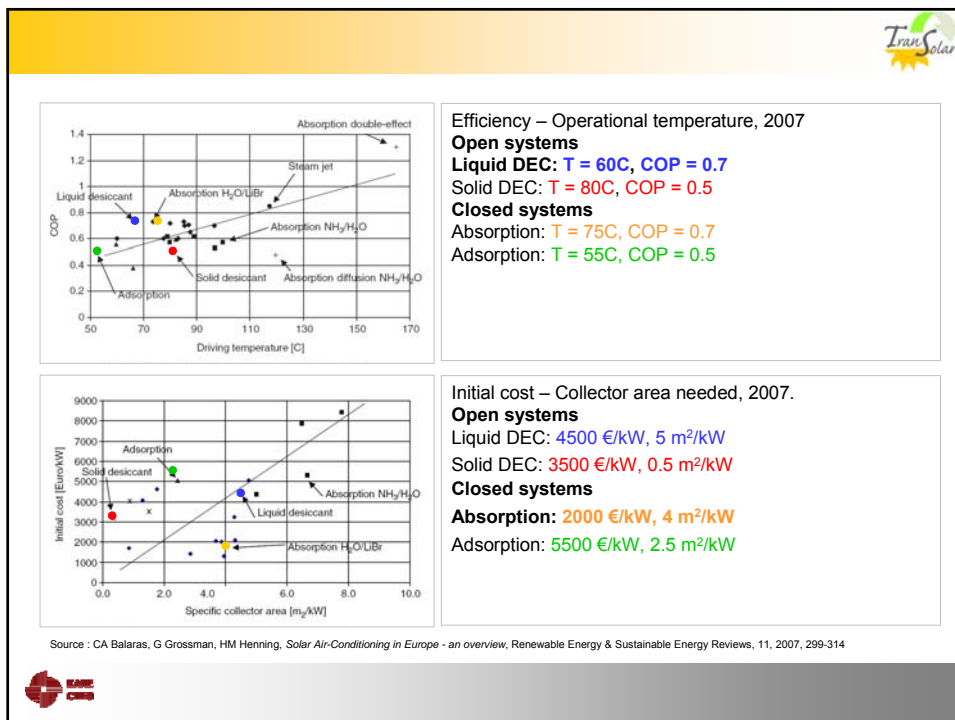 Tran Solar
Absorption double-effect
Steam jet
Absorption H2O/LiBr
Liquid desiccant
Absorption NH3/H2O
Solid desiccant
Absorption diffusion NH3/H2O
Adsorption
COP
1.4
1.2
1
0.8
0.6
0.4
0.2
0
50 70 90 110 130 150 170
Driving temperature [C]
Efficiency – Operational temperature, 2007
Open systems
Liquid DEC: T = 60C, COP = 0.7
Solid DEC: T = 80C, COP = 0.5
Closed systems
Absorption: T = 75C, COP = 0.7
Adsorption: T = 55C, COP = 0.5
Initial cost [Euro/kW]
9000
8000
7000
6000
5000
4000
3000
2000
1000
0
Adsorption
Solid desiccant
Absorption NH3/H2O
Liquid desiccant
Absorption H2O/LiBr
0.0 2.0 4.0 6.0 8.0 10.0
Specific collector area [m2/kW]
Initial cost – Collector area needed, 2007.
Open systems
Liquid DEC: 4500 €/kW, 5 m²/kW
Solid DEC: 3500 €/kW, 0.5 m²/kW
Closed systems
Absorption: 2000 €/kW, 4 m²/kW
Adsorption: 5500 €/kW, 2.5 m²/kW
Source : CA Balaras, G Grossman, HM Henning, Solar Air-Conditioning in Europe - an overview, Renewable Energy & Sustainable Energy Reviews, 11, 2007, 299-314